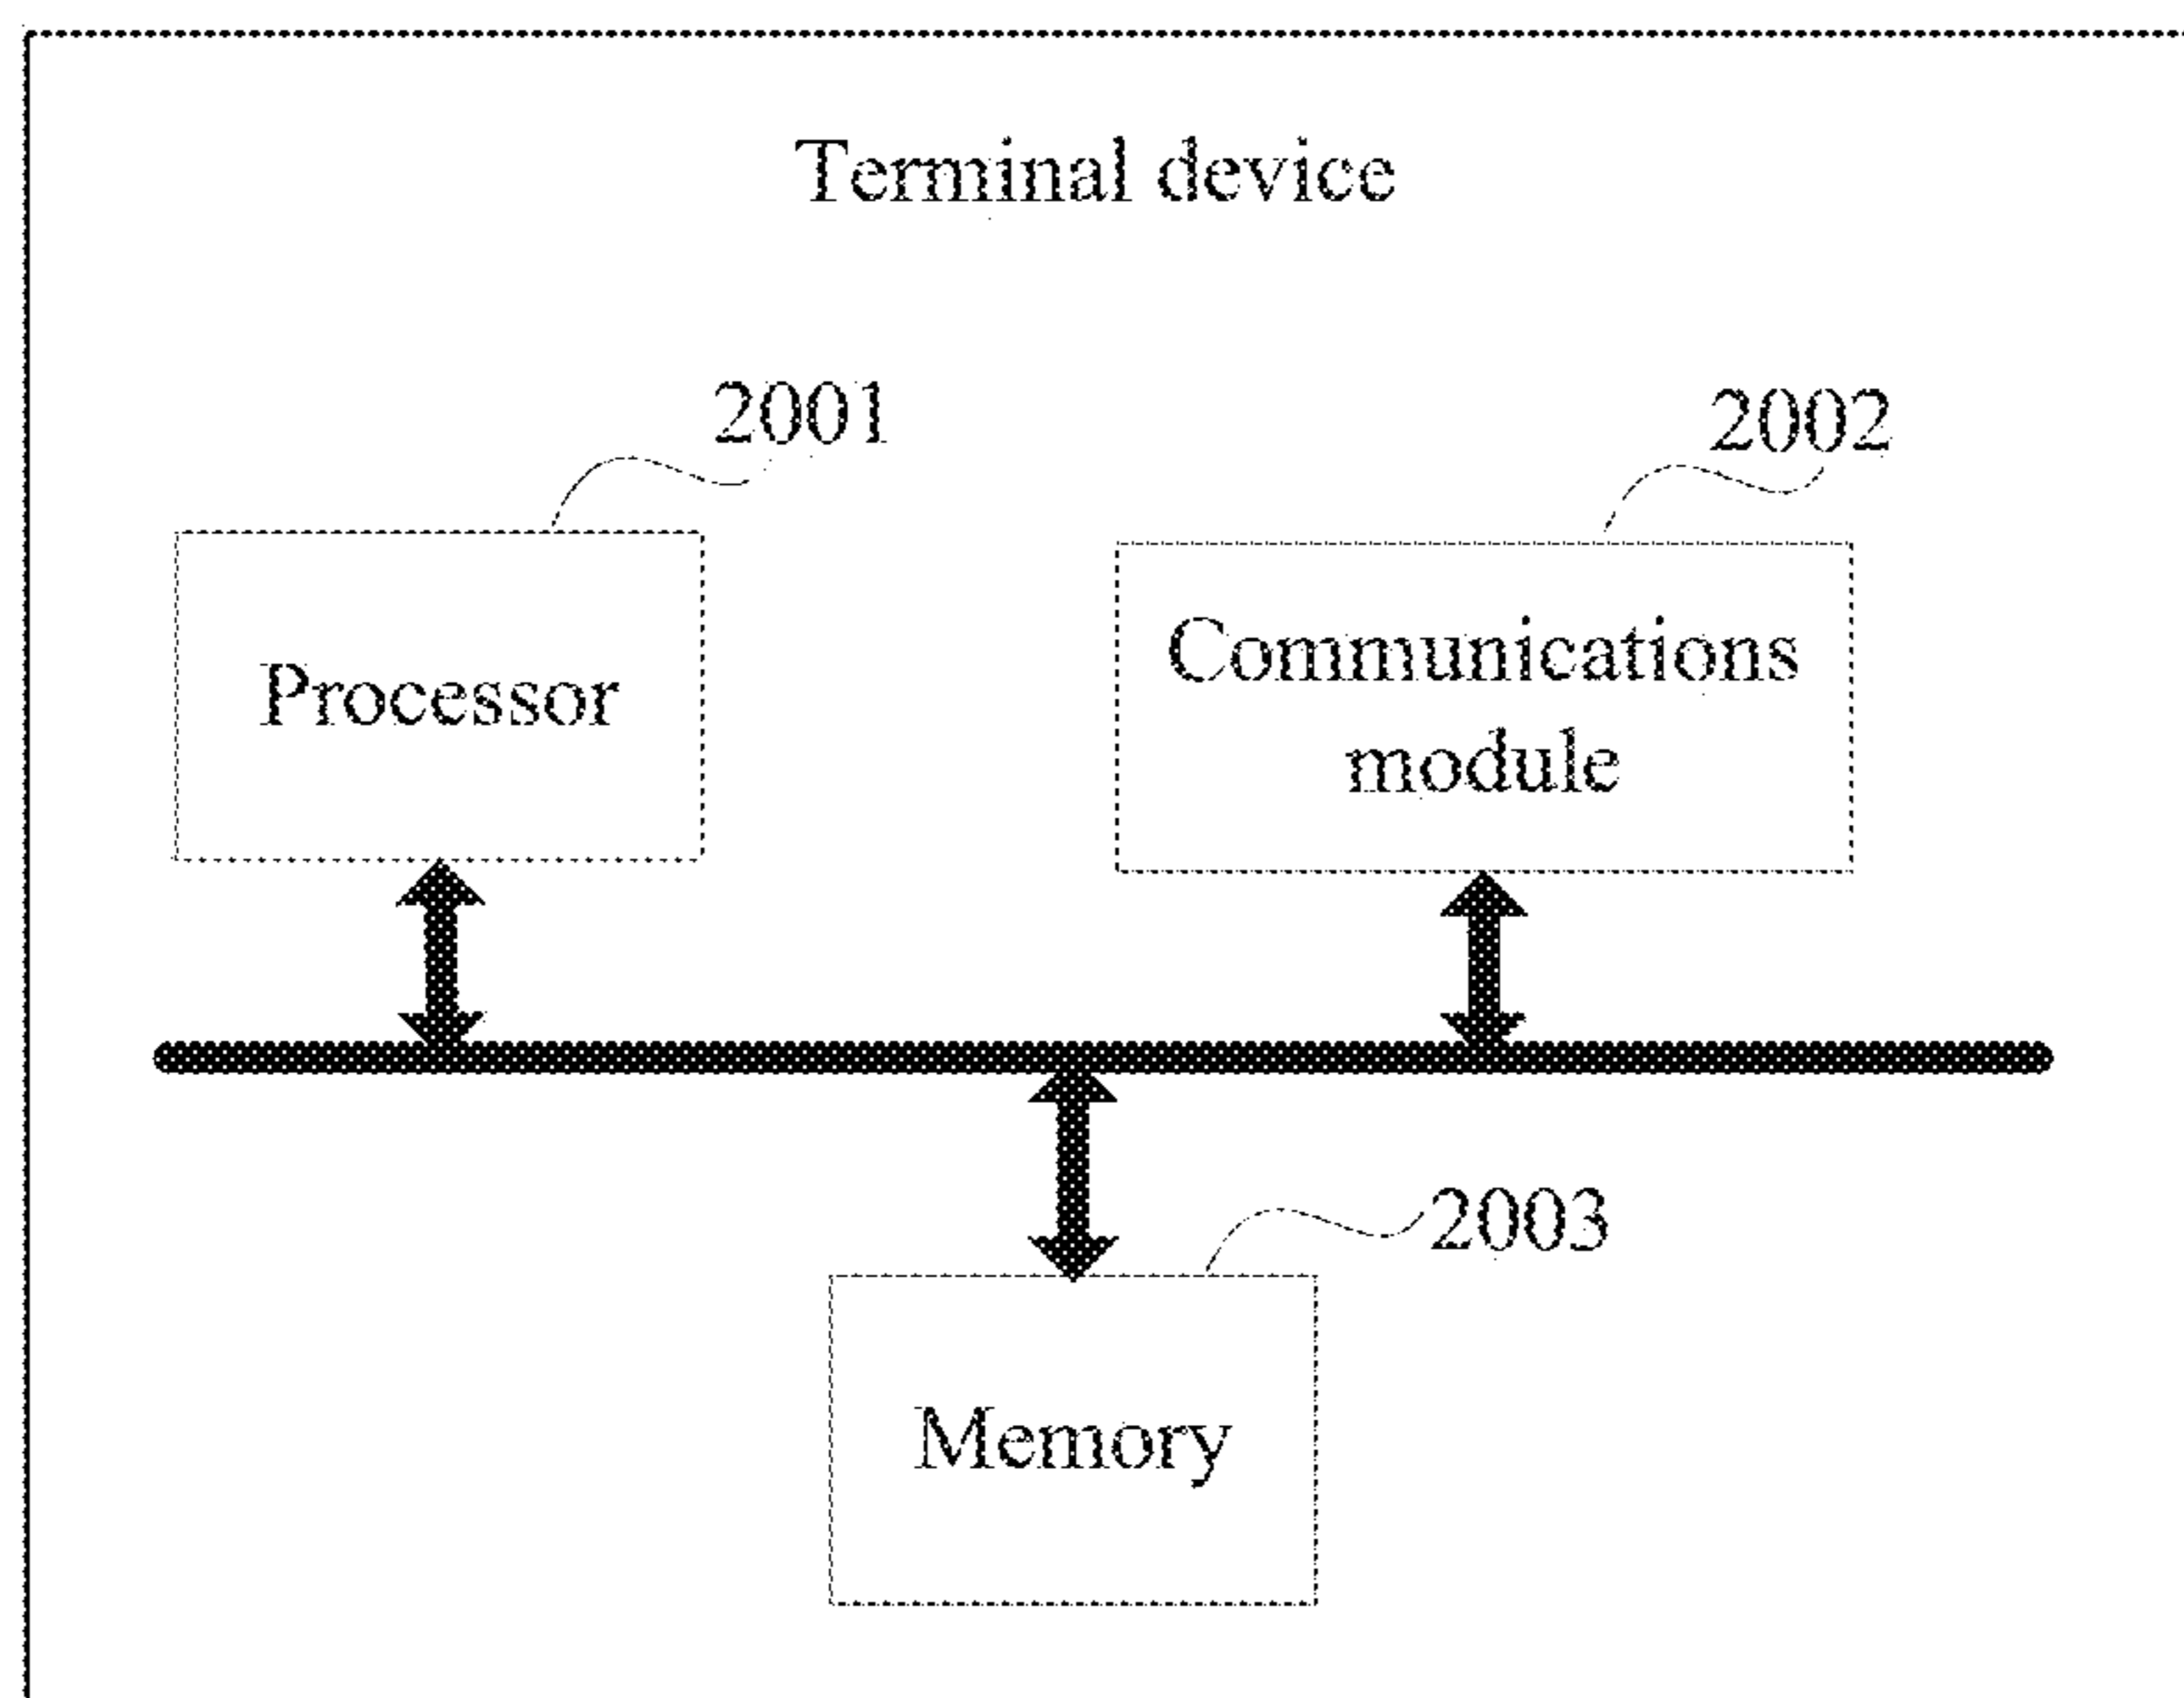 Terminal device
2001
2002
Processor
Communications
module
2003
Memory